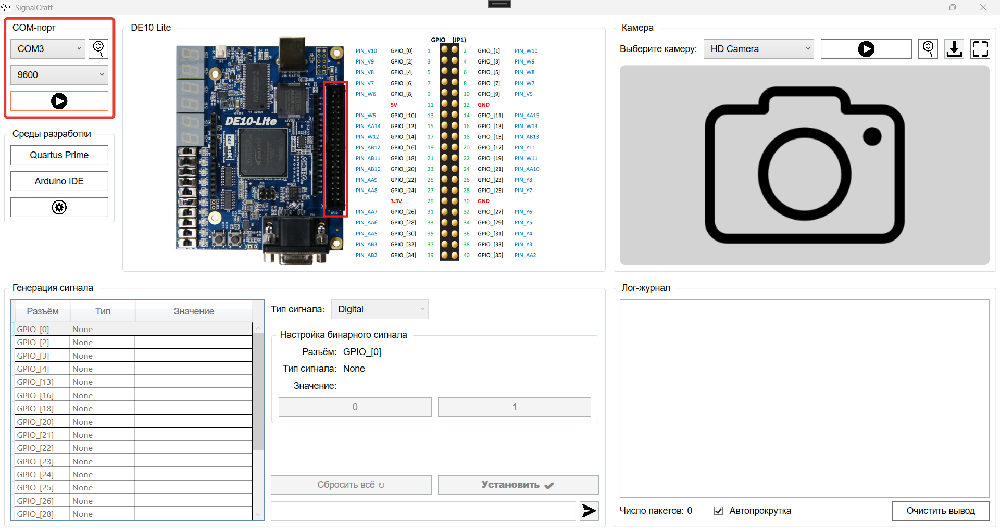 SignalCraft
COM-порт
COM3
9600
Среды разработки
Quartus Prime
Arduino IDE
DE10 Lite
DE10-Lite
terasic
GPIO (JP1)
PIN_V10 GPIO_[0] 1 2 GPIO_[1] PIN_W10
PIN_V9 GPIO_[2] 3 4 GPIO_[3] PIN_W9
PIN_V8 GPIO_[4] 5 6 GPIO_[5] PIN_W8
PIN_V7 GPIO_[6] 7 8 GPIO_[7] PIN_W7
PIN_W6 GPIO_[8] 9 10 GPIO_[9] PIN_V5
5V 11 12 GND
PIN_W5 GPIO_[10] 13 14 GPIO_[11] PIN_AA15
PIN_AA14 GPIO_[12] 15 16 GPIO_[13] PIN_W13
PIN_W12 GPIO_[14] 17 18 GPIO_[15] PIN_AB13
PIN_AB12 GPIO_[16] 19 20 GPIO_[17] PIN_Y11
PIN_AB11 GPIO_[18] 21 22 GPIO_[19] PIN_W11
PIN_AB10 GPIO_[20] 23 24 GPIO_[21] PIN_AA10
PIN_AA9 GPIO_[22] 25 26 GPIO_[23] PIN_Y8
PIN_AA8 GPIO_[24] 27 28 GPIO_[25] PIN_Y7
3.3V 29 30 GND
PIN_AA7 GPIO_[26] 31 32 GPIO_[27] PIN_Y6
PIN_AA6 GPIO_[28] 33 34 GPIO_[29] PIN_Y5
PIN_AA5 GPIO_[30] 35 36 GPIO_[31] PIN_Y4
PIN_AB3 GPIO_[32] 37 38 GPIO_[33] PIN_Y3
PIN_AB2 GPIO_[34] 39 40 GPIO_[35] PIN_AA2
Камера
Выберите камеру: HD Camera
Генерация сигнала
Разъём Тип Значение
GPIO_[0] None
GPIO_[2] None
GPIO_[3] None
GPIO_[4] None
GPIO_[13] None
GPIO_[16] None
GPIO_[18] None
GPIO_[20] None
GPIO_[21] None
GPIO_[22] None
GPIO_[23] None
GPIO_[24] None
GPIO_[25] None
GPIO_[26] None
GPIO_[28] None
Тип сигнала: Digital
Настройка бинарного сигнала
Разъём: GPIO_[0]
Тип сигнала: None
Значение:
0 1
Сбросить всё ↻ Установить ✔
Лог-журнал
Число пакетов: 0 Автопрокрутка Очистить вывод